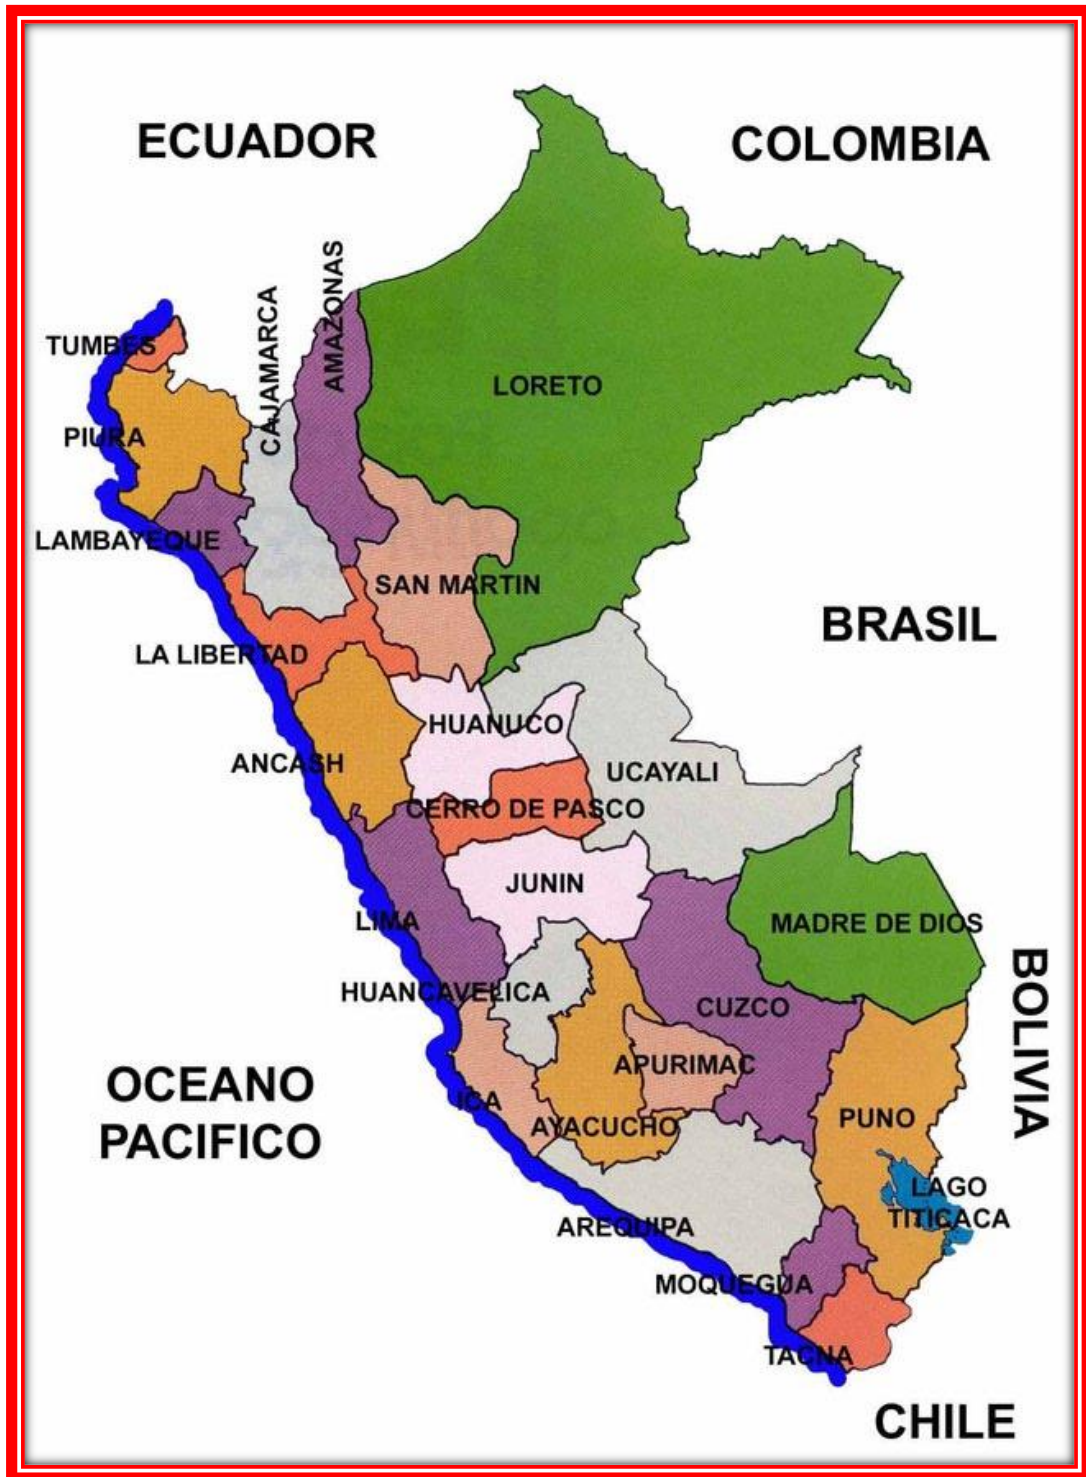 ECUADOR
COLOMBIA
AMAZONAS
CAJAMARCA
TUMBES
LORETO
PIURA
LAMBAYEQUE
SAN MARTIN
BRASIL
LA LIBERTAD
HUANUCO
ANCASH
UCAYALI
CERRO DE PASCO
JUNIN
LIMA
MADRE DE DIOS
HUANCAVELICA
CUZCO
BOLIVIA
APURIMAC
OCEANO
PACIFICO
ICA
AYACUCHO
PUNO
LAGO
TITICACA
AREQUIPA
MOQUEGUA
TACNA
CHILE